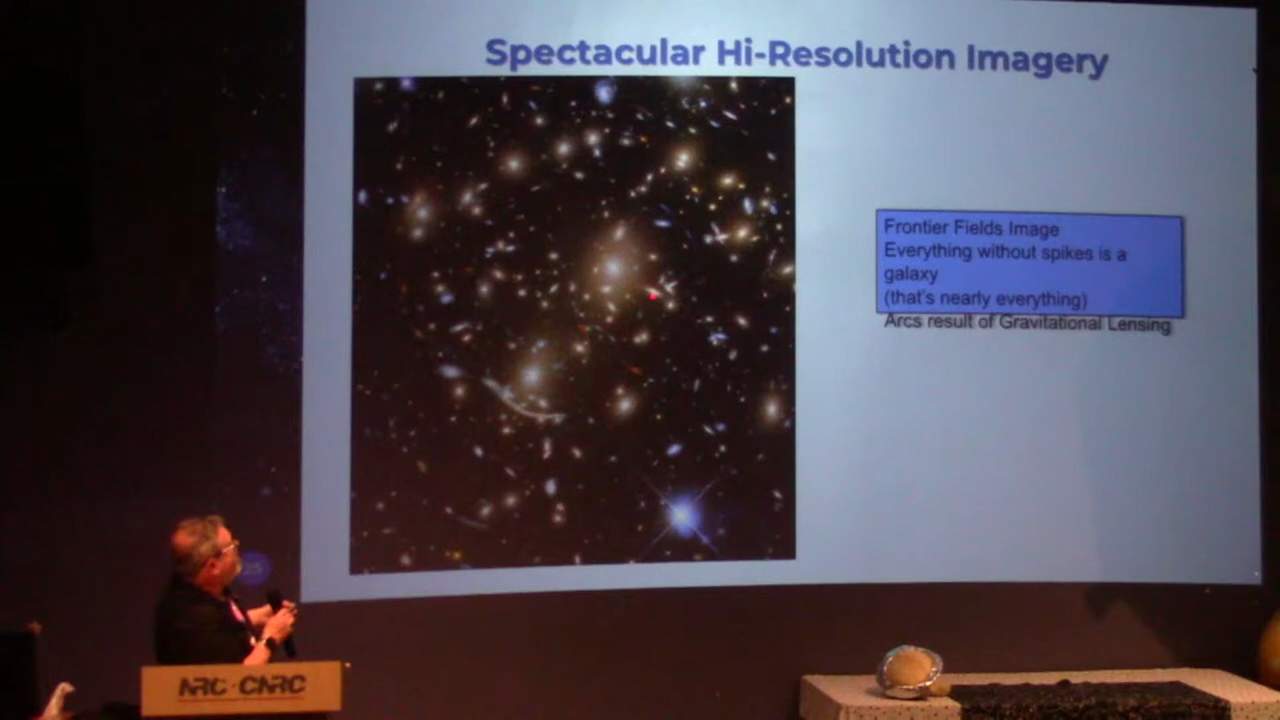 Spectacular Hi-Resolution Imagery
Frontier Fields Image
Everything without spikes is a
galaxy
(that's nearly everything)
Arcs result of Gravitational Lensing
NRC · CNRC